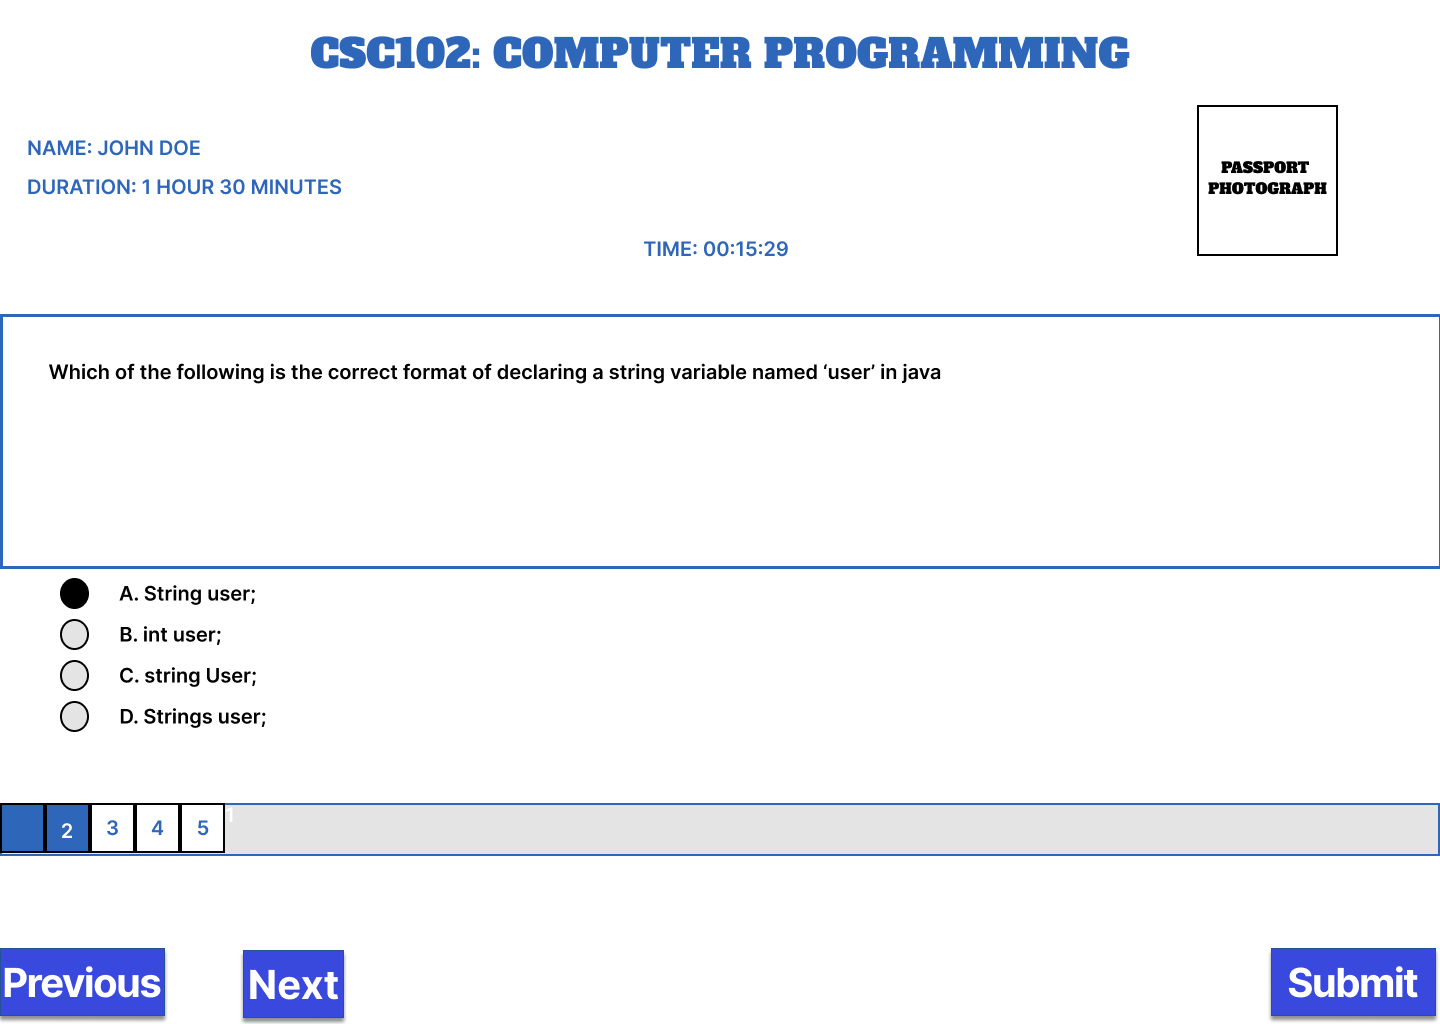 CSC102: COMPUTER PROGRAMMING
NAME: JOHN DOE
DURATION: 1 HOUR 30 MINUTES
PASSPORT
PHOTOGRAPH
TIME: 00:15:29
Which of the following is the correct format of declaring a string variable named ‘user’ in java
A. String user;
B. int user;
C. string User;
D. Strings user;
2 3 4 5 1
Previous Next Submit